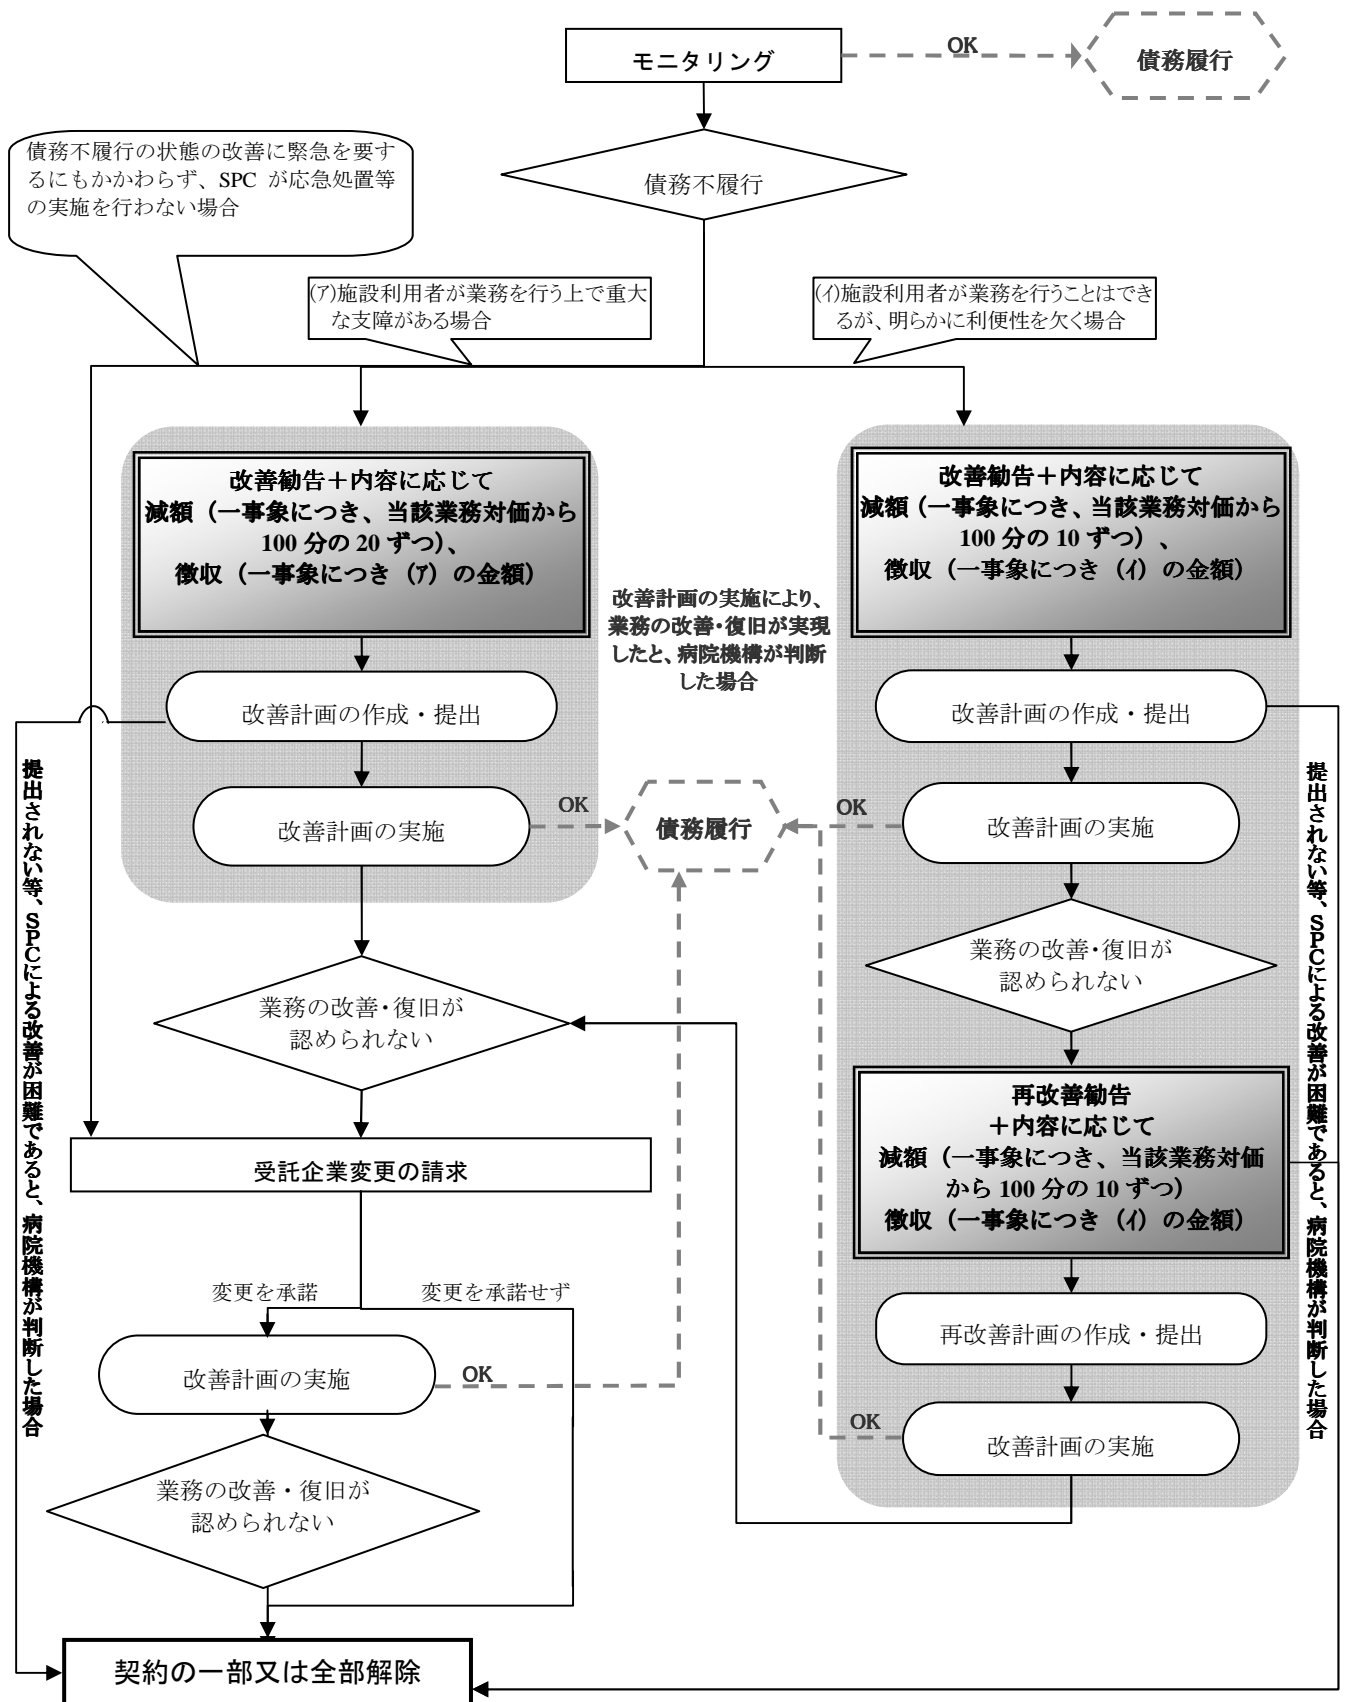 モニタリング
OK
債務履行
債務不履行
債務不履行の状態の改善に緊急を要す
るにもかかわらず、SPC が応急処置等
の実施を行わない場合
(ア)施設利用者が業務を行う上で重大
な支障がある場合
(イ)施設利用者が業務を行うことはでき
るが、明らかに利便性を欠く場合
改善勧告＋内容に応じて
減額（一事象につき、当該業務対価から
100 分の 20 ずつ）、
徴収（一事象につき（ア）の金額）
改善計画の作成・提出
改善計画の実施
OK
改善計画の実施により、
業務の改善・復旧が実現
したと、病院機構が判断
した場合
債務履行
改善勧告＋内容に応じて
減額（一事象につき、当該業務対価から
100 分の 10 ずつ）、
徴収（一事象につき（イ）の金額）
改善計画の作成・提出
OK
改善計画の実施
業務の改善・復旧が
認められない
業務の改善・復旧が
認められない
再改善勧告
＋内容に応じて
減額（一事象につき、当該業務対価
から 100 分の 10 ずつ）
徴収（一事象につき（イ）の金額）
再改善計画の作成・提出
OK
改善計画の実施
提出されない等、SPCによる改善が困難であると、病院機構が判断した場合
提出されない等、SPCによる改善が困難であると、病院機構が判断した場合
受託企業変更の請求
変更を承諾
変更を承諾せず
改善計画の実施
OK
業務の改善・復旧が
認められない
契約の一部又は全部解除